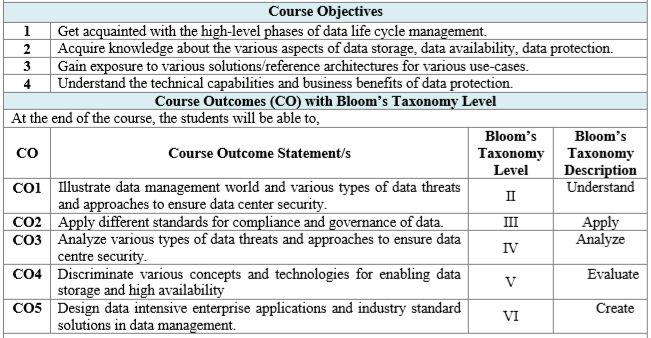 Course Objectives
1 Get acquainted with the high-level phases of data life cycle management.
2 Acquire knowledge about the various aspects of data storage, data availability, data protection.
3 Gain exposure to various solutions/reference architectures for various use-cases.
4 Understand the technical capabilities and business benefits of data protection.
Course Outcomes (CO) with Bloom's Taxonomy Level
At the end of the course, the students will be able to,
CO Course Outcome Statement/s Bloom's Taxonomy Level Bloom's Taxonomy Description
CO1 Illustrate data management world and various types of data threats II Understand
and approaches to ensure data center security.
CO2 Apply different standards for compliance and governance of data. III Apply
CO3 Analyze various types of data threats and approaches to ensure data IV Analyze
centre security.
CO4 Discriminate various concepts and technologies for enabling data V Evaluate
storage and high availability
CO5 Design data intensive enterprise applications and industry standard VI Create
solutions in data management.